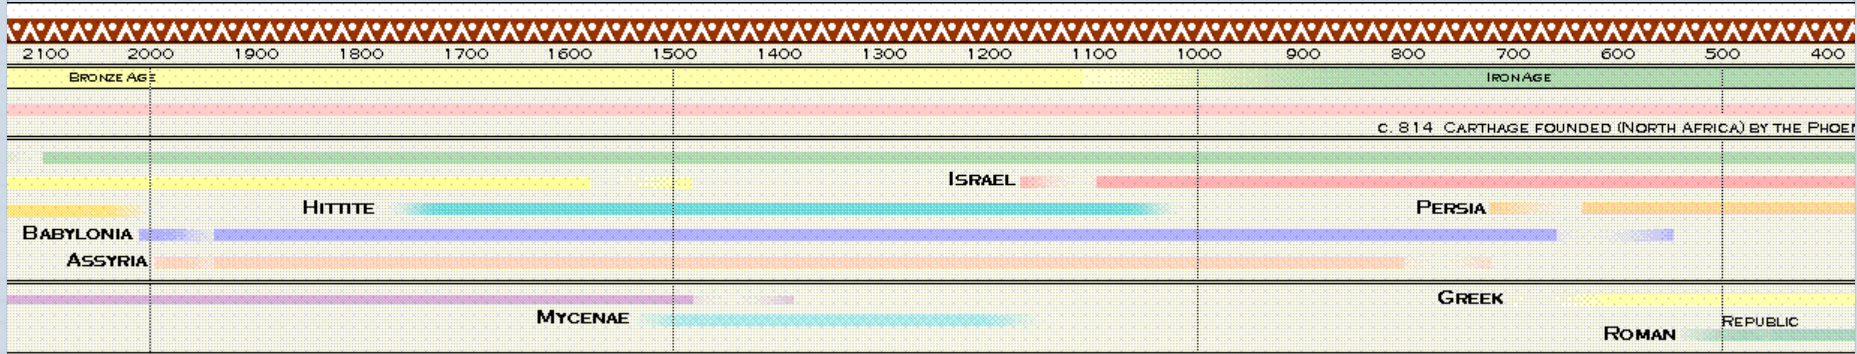 2100 2000 1900 1800 1700 1600 1500 1400 1300 1200 1100 1000 900 800 700 600 500 400
BRONZE AGE IRON AGE
C. 814 CARTHAGE FOUNDED (NORTH AFRICA) BY THE PHOE
ISRAEL
HITTITE PERSIA
BABYLONIA
ASSYRIA
GREEK
MYCENAE REPUBLIC
ROMAN